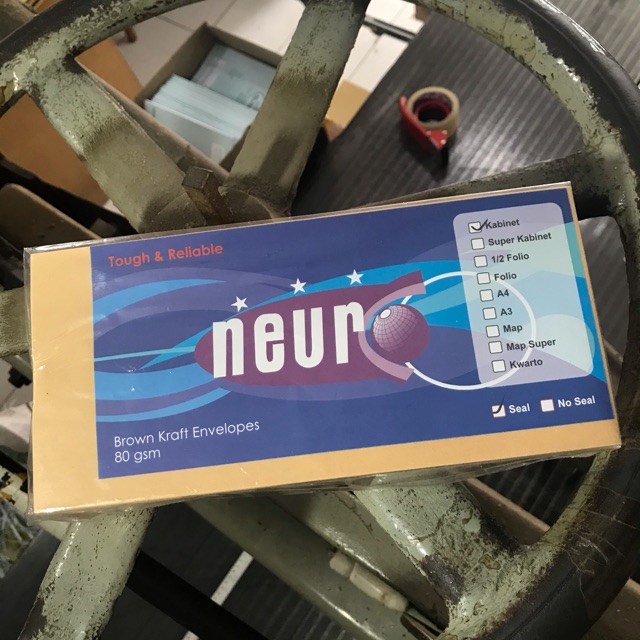 Tough & Reliable
neuro
Brown Kraft Envelopes
80 gsm
Kabinet
Super Kabinet
1/2 Folio
Folio
A4
A3
Map
Map Super
Kwarto
Seal
No Seal